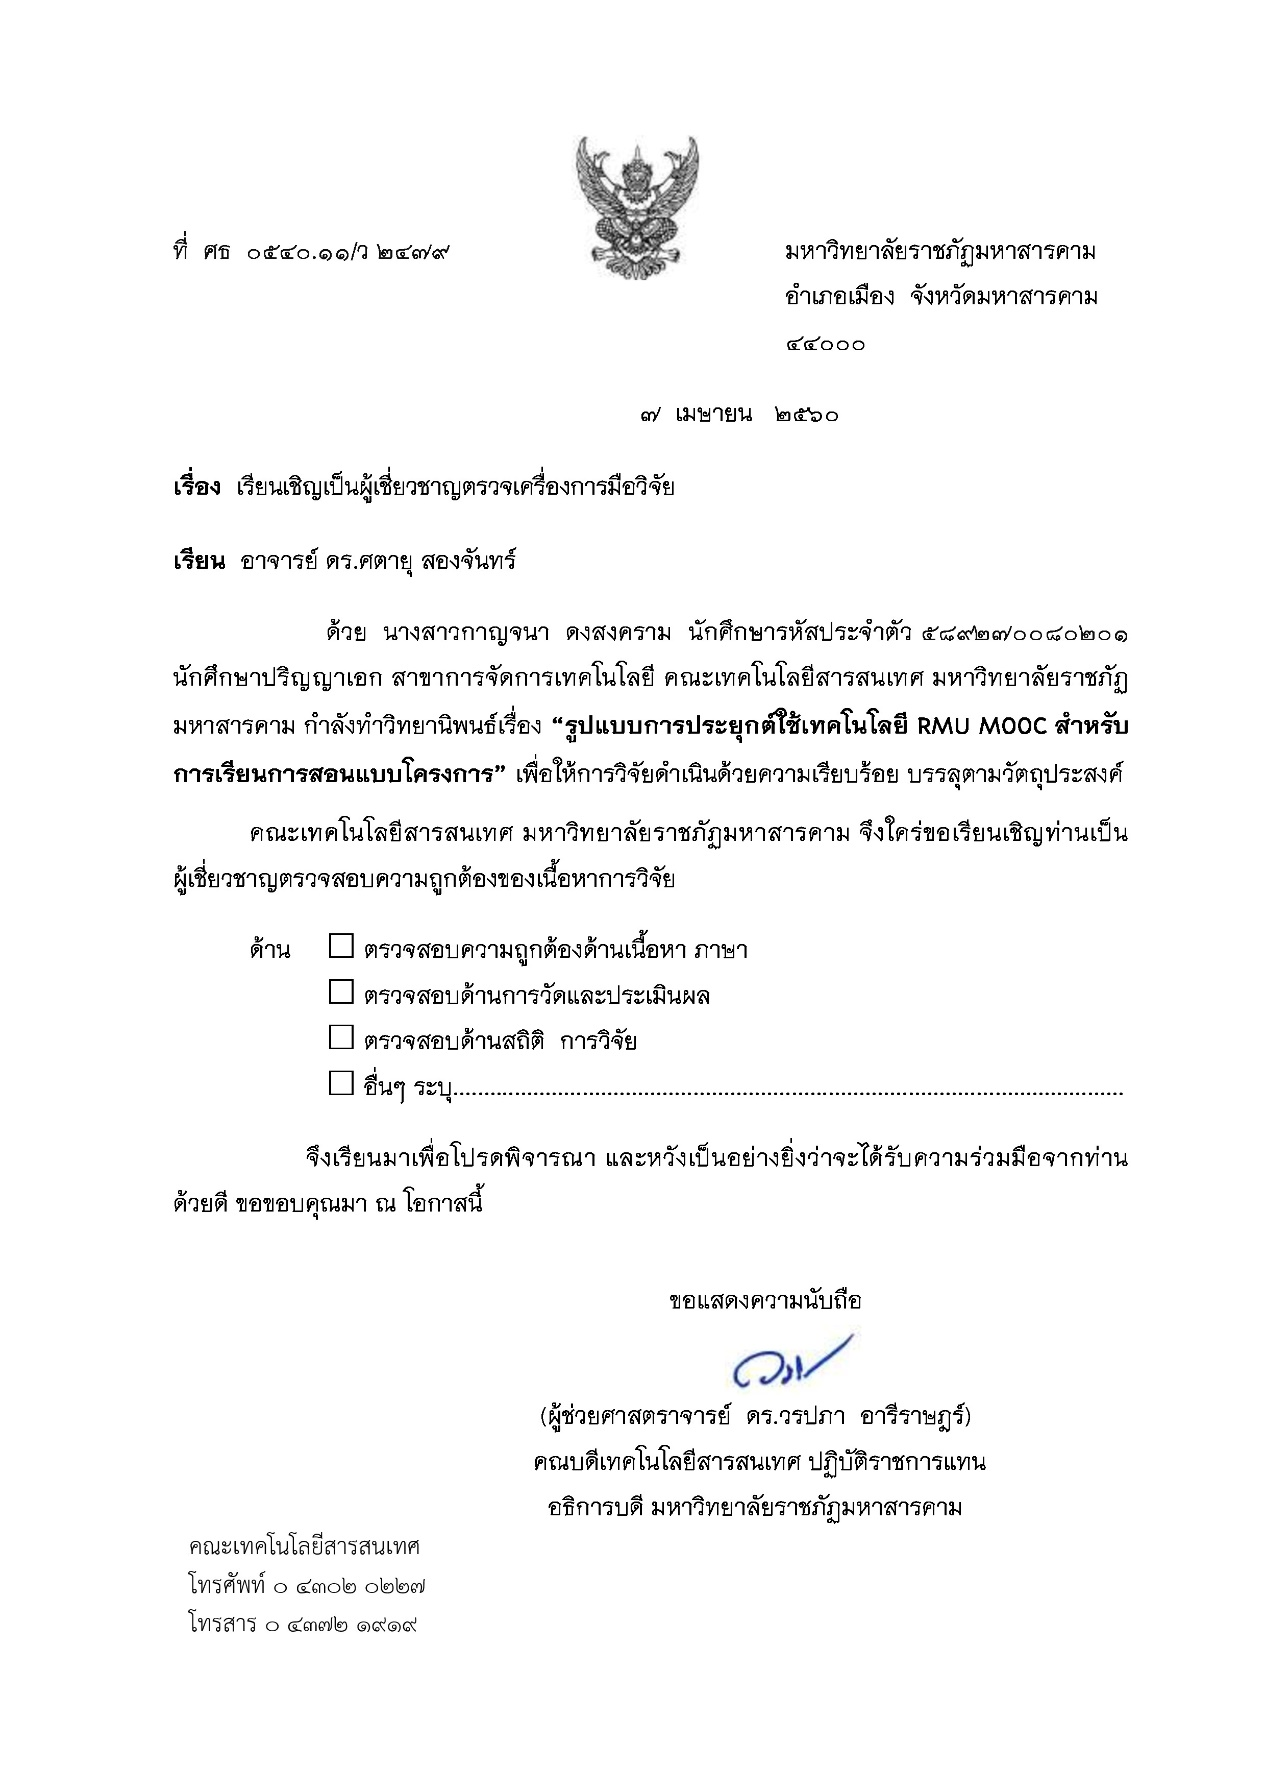 ที่ ศธ ๐๕๔๐.๑๑/ว ๒๔๗๙
มหาวิทยาลัยราชภัฏมหาสารคาม
อำเภอเมือง จังหวัดมหาสารคาม
๔๔๐๐๐
๗ เมษายน ๒๕๖๐
เรื่อง เรียนเชิญเป็นผู้เชี่ยวชาญตรวจเครื่องการมือวิจัย
เรียน อาจารย์ ดร.ศตายุ สองจันทร์
ด้วย นางสาวกาญจนา ดงสงคราม นักศึกษารหัสประจำตัว ๕๘๙๒๗๐๐๘๐๒๐๑
นักศึกษาปริญญาเอก สาขาการจัดการเทคโนโลยี คณะเทคโนโลยีสารสนเทศ มหาวิทยาลัยราชภัฏ
มหาสารคาม กำลังทำวิทยานิพนธ์เรื่อง “รูปแบบการประยุกต์ใช้เทคโนโลยี RMU MOOC สำหรับ
การเรียนการสอนแบบโครงการ” เพื่อให้การวิจัยดำเนินด้วยความเรียบร้อย บรรลุตามวัตถุประสงค์
คณะเทคโนโลยีสารสนเทศ มหาวิทยาลัยราชภัฏมหาสารคาม จึงใคร่ขอเรียนเชิญท่านเป็น
ผู้เชี่ยวชาญตรวจสอบความถูกต้องของเนื้อหาการวิจัย
ด้าน ☐ ตรวจสอบความถูกต้องด้านเนื้อหา ภาษา
☐ ตรวจสอบด้านการวัดและประเมินผล
☐ ตรวจสอบด้านสถิติ การวิจัย
☐ อื่นๆ ระบุ.............................................................................................................
จึงเรียนมาเพื่อโปรดพิจารณา และหวังเป็นอย่างยิ่งว่าจะได้รับความร่วมมือจากท่าน
ด้วยดี ขอขอบคุณมา ณ โอกาสนี้
ขอแสดงความนับถือ
(ผู้ช่วยศาสตราจารย์ ดร.วรปภา อารีราษฎร์)
คณบดีเทคโนโลยีสารสนเทศ ปฏิบัติราชการแทน
อธิการบดี มหาวิทยาลัยราชภัฏมหาสารคาม
คณะเทคโนโลยีสารสนเทศ
โทรศัพท์ ๐ ๔๓๐๒ ๐๒๒๗
โทรสาร ๐ ๔๓๗๒ ๑๙๑๙